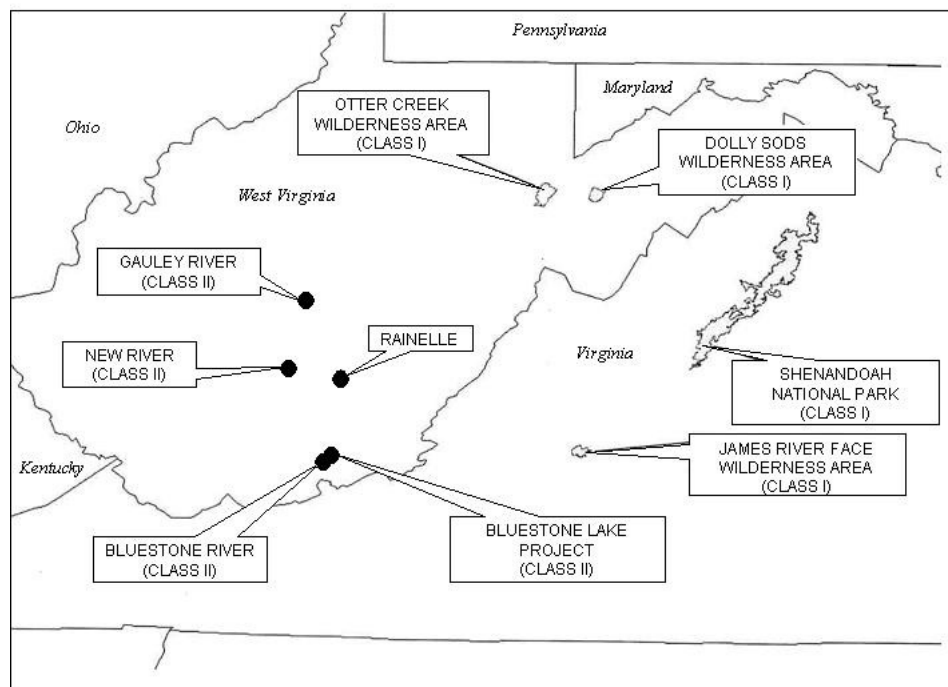 Pennsylvania
Maryland
OTTER CREEK
WILDERNESS AREA
(CLASS I)
Ohio
DOLLY SODS
WILDERNESS AREA
(CLASS I)
West Virginia
GAULEY RIVER
(CLASS II)
RAINELLE
NEW RIVER
(CLASS II)
Virginia
SHENANDOAH
NATIONAL PARK
(CLASS I)
JAMES RIVER FACE
WILDERNESS AREA
(CLASS I)
Kentucky
BLUESTONE RIVER
(CLASS II)
BLUESTONE LAKE
PROJECT
(CLASS II)